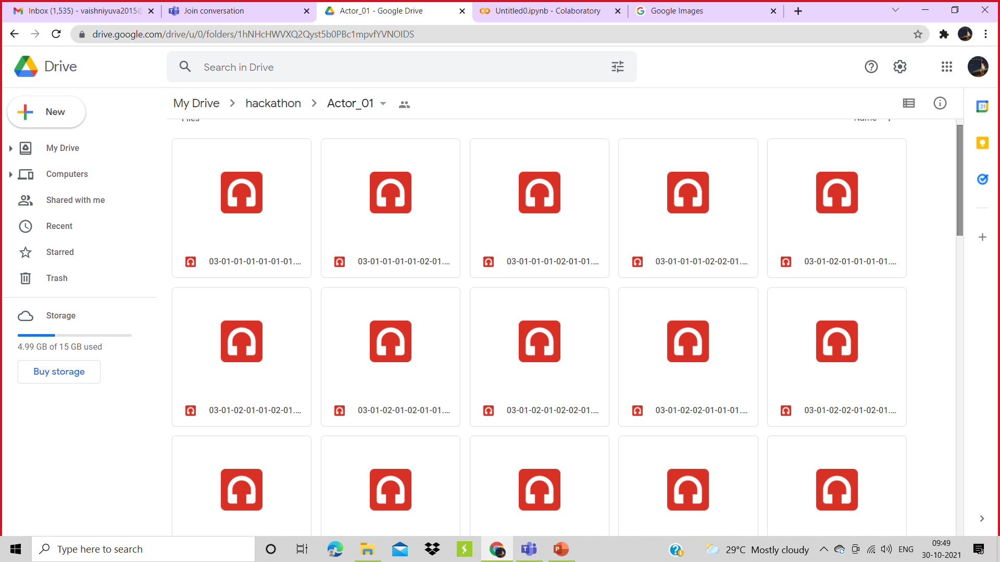 Inbox (1,535) - vaishniyuva2015@
Join conversation
Actor_01 - Google Drive
Untitled0.ipynb - Colaboratory
Google Images
drive.google.com/drive/u/0/folders/1hNHcHWVXQ2Qyst5b0PBc1mpvfYVNOIDS
Drive
Search in Drive
New
My Drive
Computers
Shared with me
Recent
Starred
Trash
Storage
4.99 GB of 15 GB used
Buy storage
My Drive > hackathon > Actor_01
Files
Name
03-01-01-01-01-01-01....
03-01-01-01-01-02-01....
03-01-01-01-02-01-01....
03-01-01-01-02-02-01....
03-01-02-01-01-01-01....
03-01-02-01-01-02-01....
03-01-02-01-02-01-01....
03-01-02-01-02-02-01....
03-01-02-02-01-01-01....
03-01-02-02-01-02-01....
31
Type here to search
29°C Mostly cloudy
ENG
09:49
30-10-2021